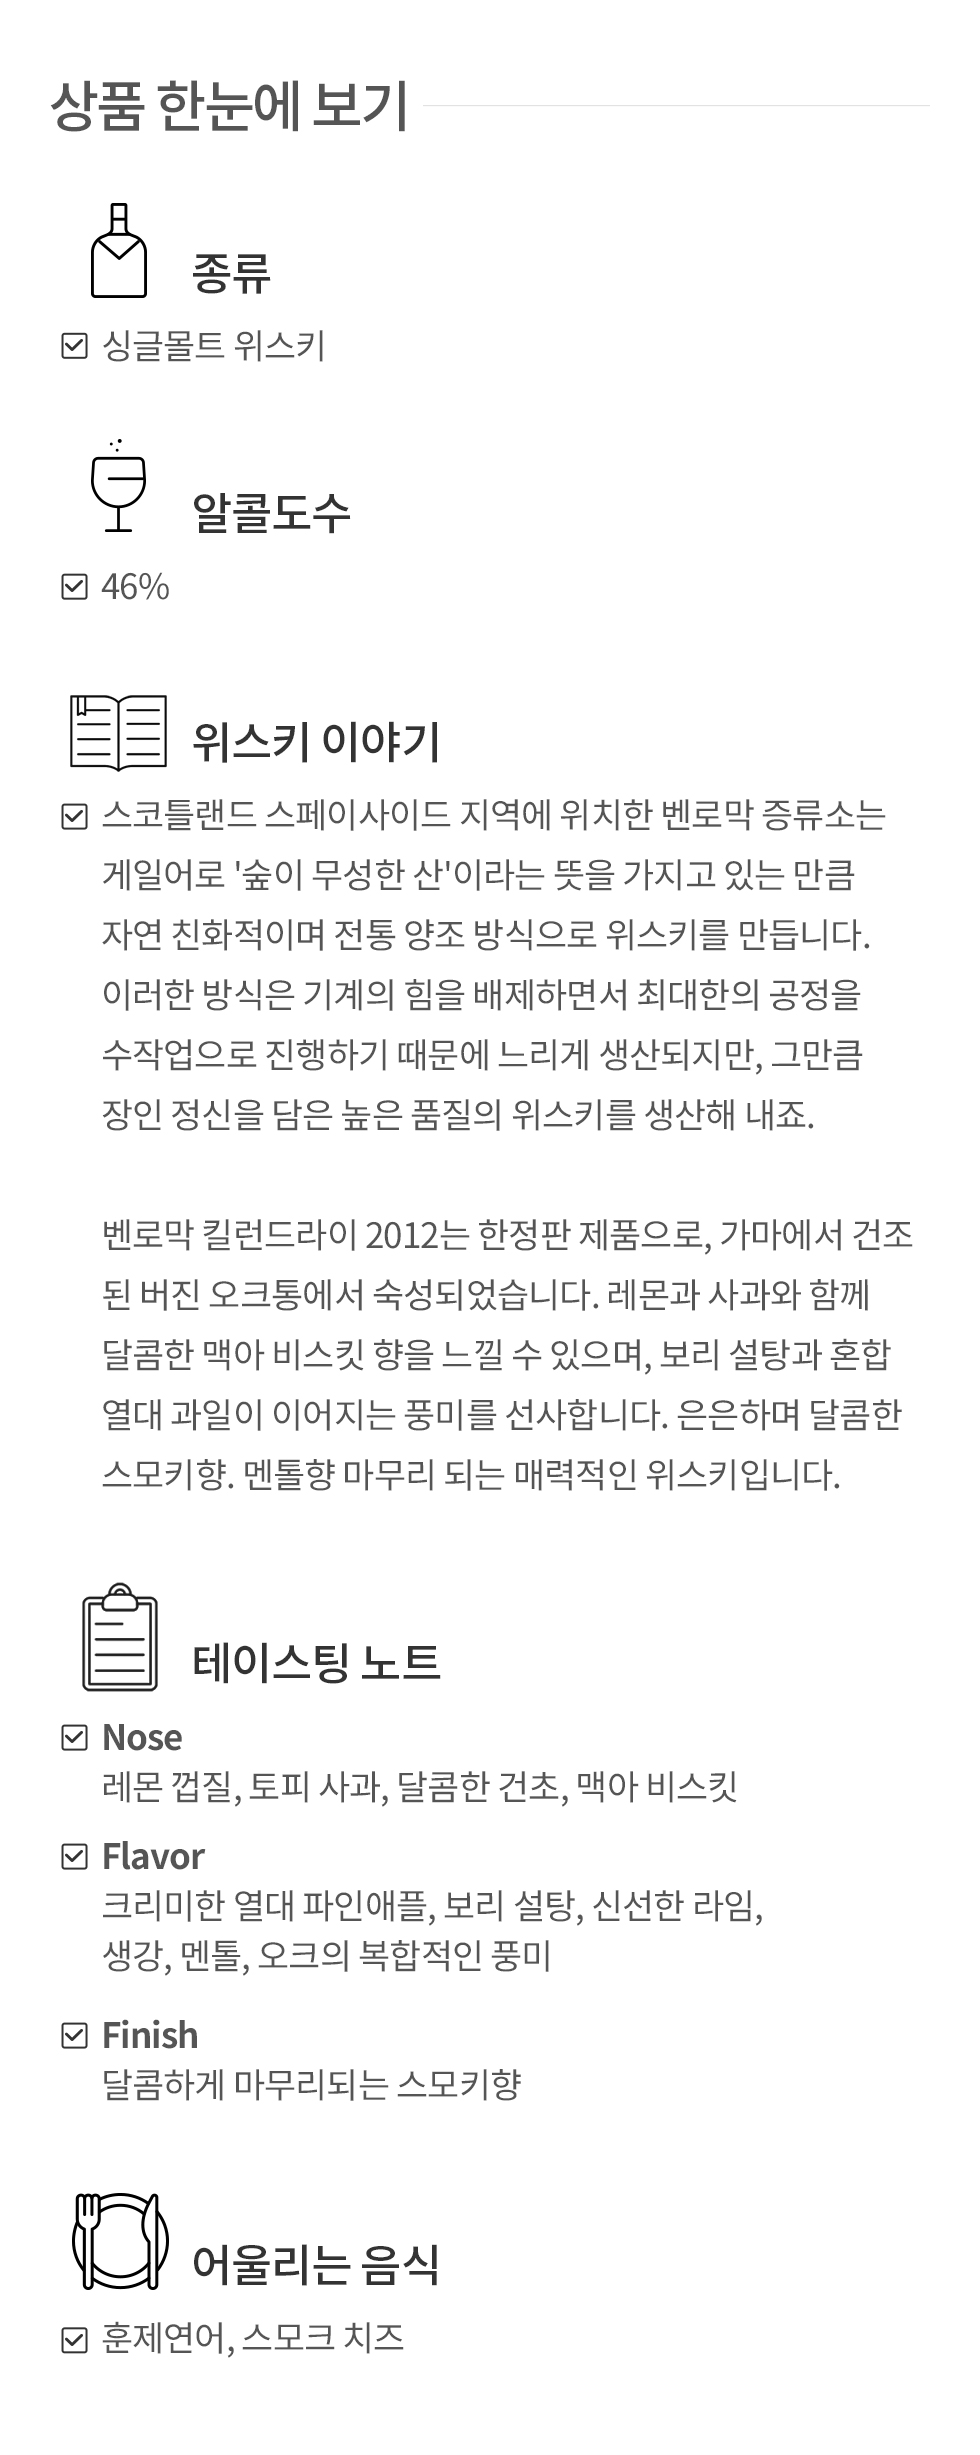 상품 한눈에 보기
종류
싱글몰트 위스키
알콜도수
46%
위스키 이야기
스코틀랜드 스페이사이드 지역에 위치한 벤로막 증류소는
게일어로 '숲이 무성한 산'이라는 뜻을 가지고 있는 만큼
자연 친화적이며 전통 양조 방식으로 위스키를 만듭니다.
이러한 방식은 기계의 힘을 배제하면서 최대한의 공정을
수작업으로 진행하기 때문에 느리게 생산되지만, 그만큼
장인 정신을 담은 높은 품질의 위스키를 생산해 내죠.
벤로막 킬런드라이 2012는 한정판 제품으로, 가마에서 건조
된 버진 오크통에서 숙성되었습니다. 레몬과 사과와 함께
달콤한 맥아 비스킷 향을 느낄 수 있으며, 보리 설탕과 혼합
열대 과일이 이어지는 풍미를 선사합니다. 은은하며 달콤한
스모키향. 멘톨향 마무리 되는 매력적인 위스키입니다.
테이스팅 노트
Nose
레몬 껍질, 토피 사과, 달콤한 건초, 맥아 비스킷
Flavor
크리미한 열대 파인애플, 보리 설탕, 신선한 라임,
생강, 멘톨, 오크의 복합적인 풍미
Finish
달콤하게 마무리되는 스모키향
어울리는 음식
훈제연어, 스모크 치즈